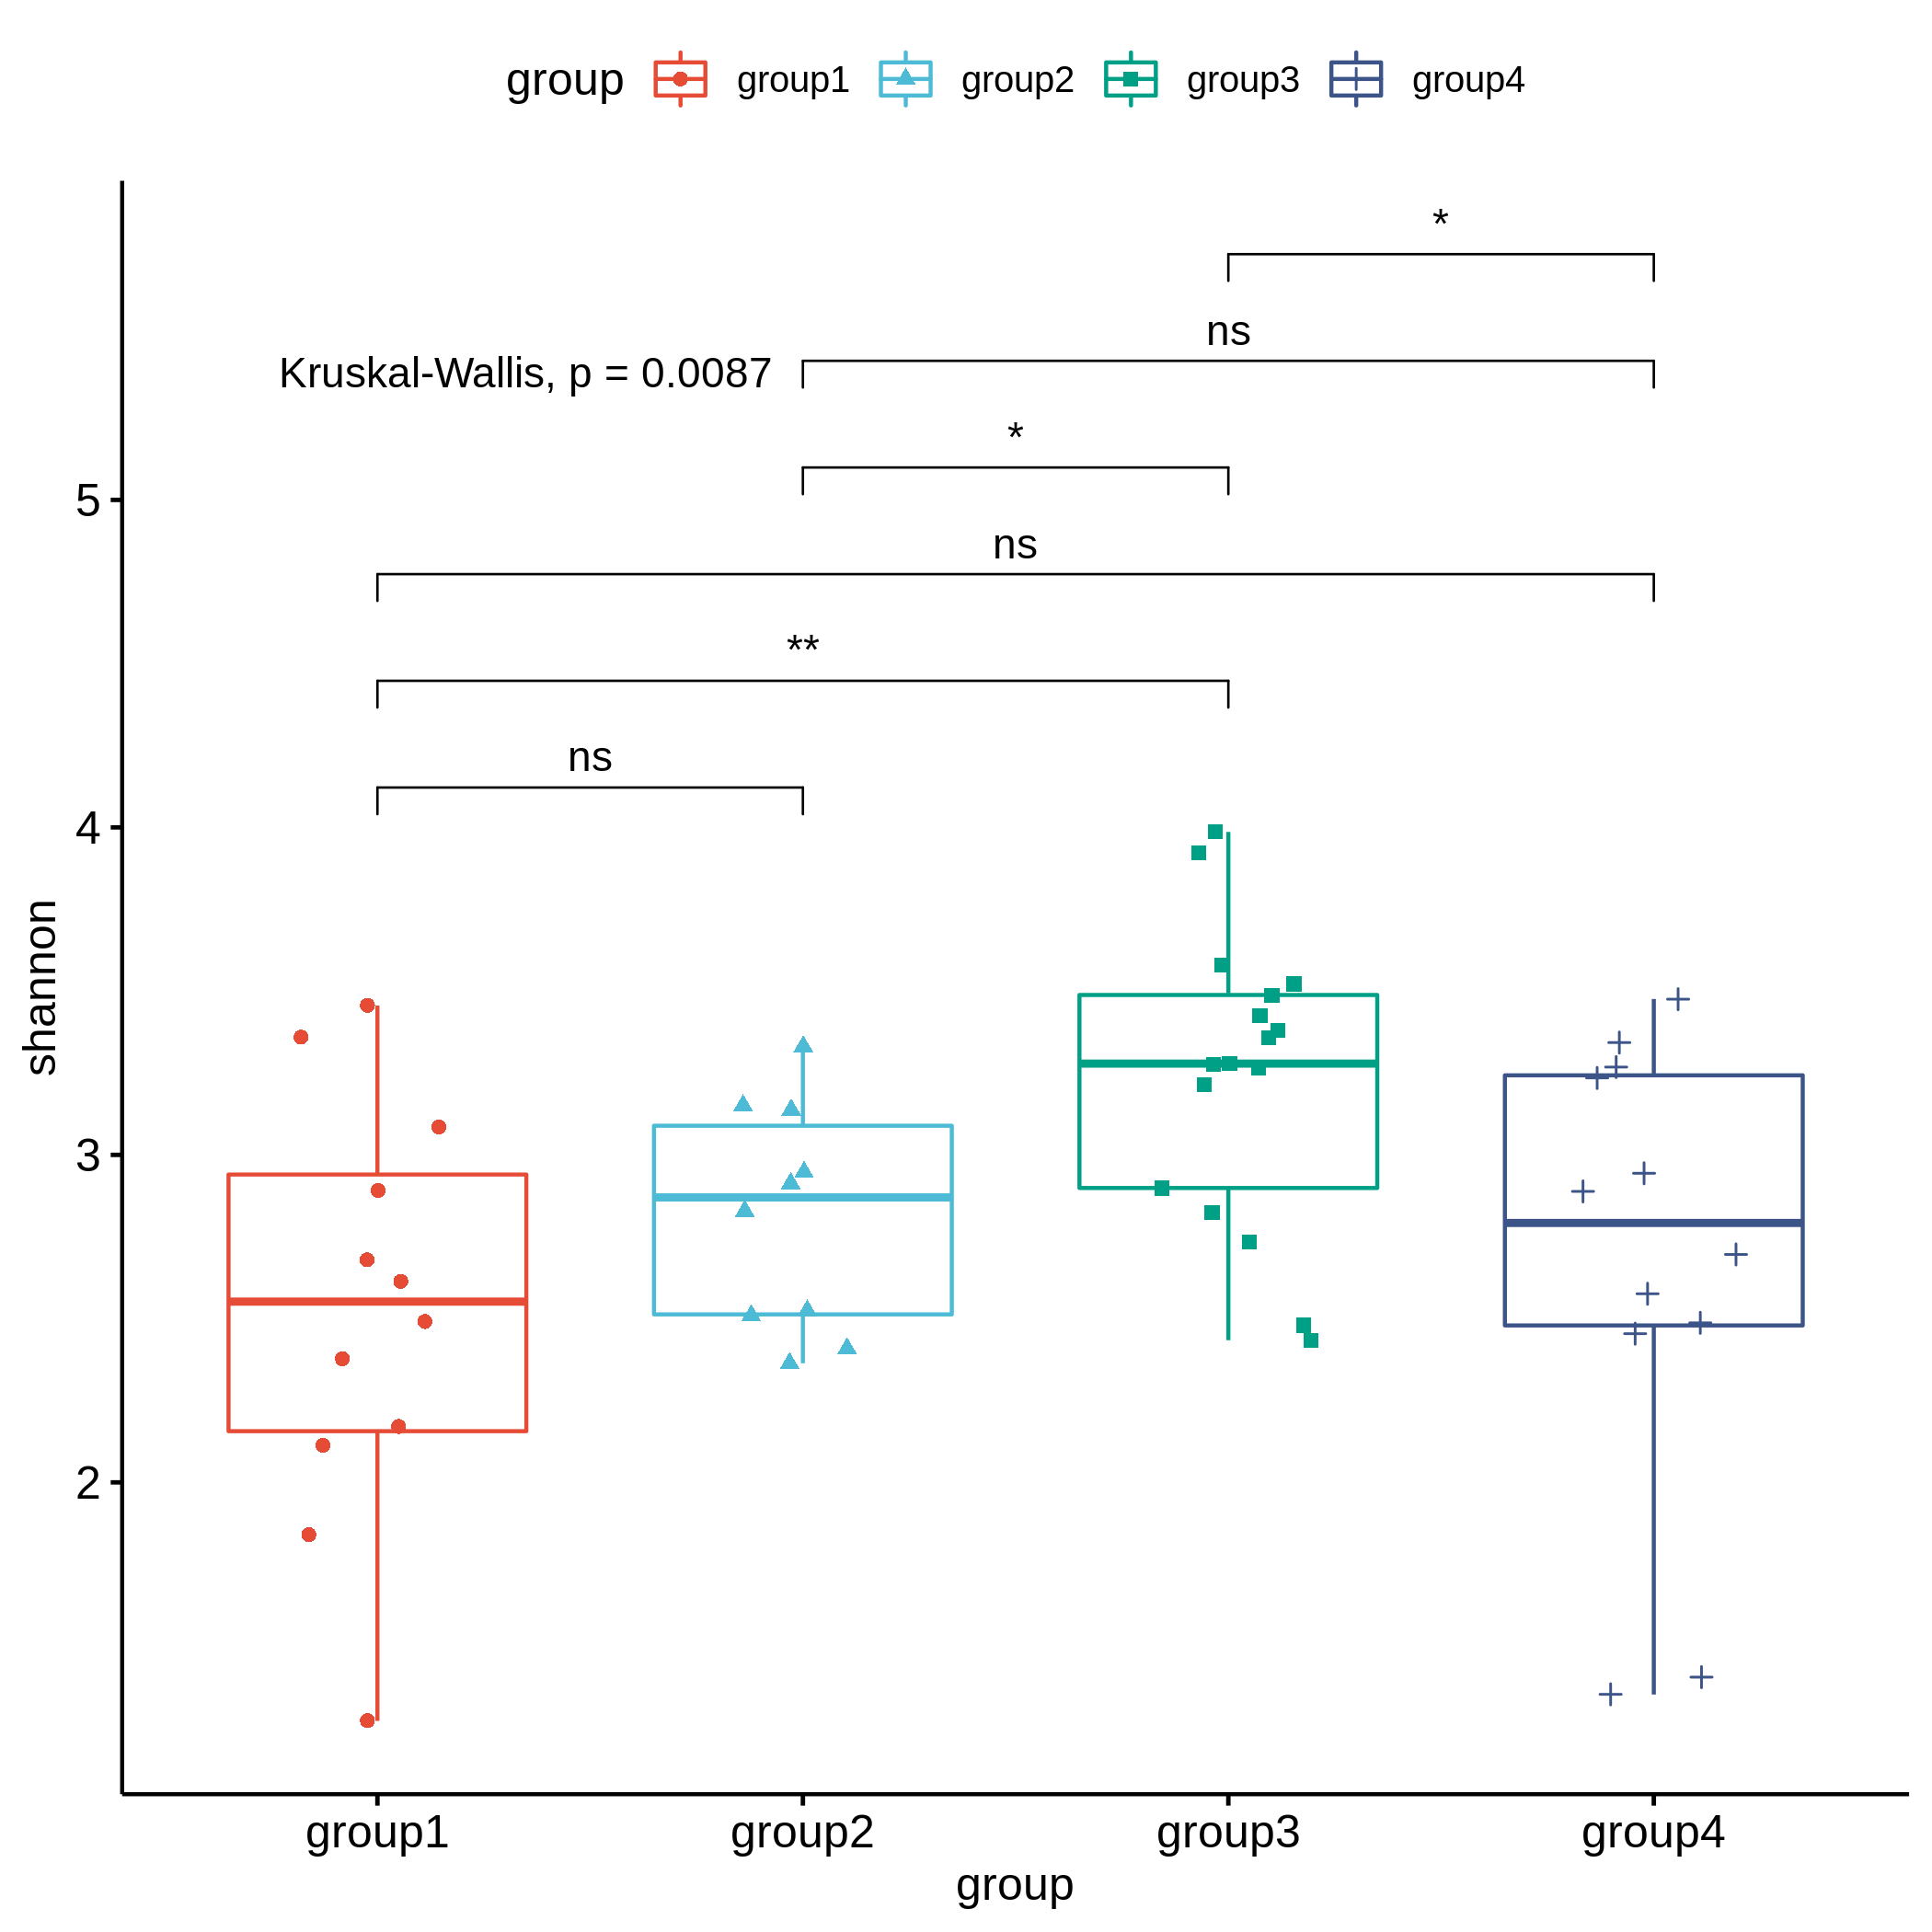 group group1 group2 group3 group4
*
ns
Kruskal-Wallis, p = 0.0087
*
5
ns
**
ns
4
shannon
3
2
group1 group2 group3 group4
group